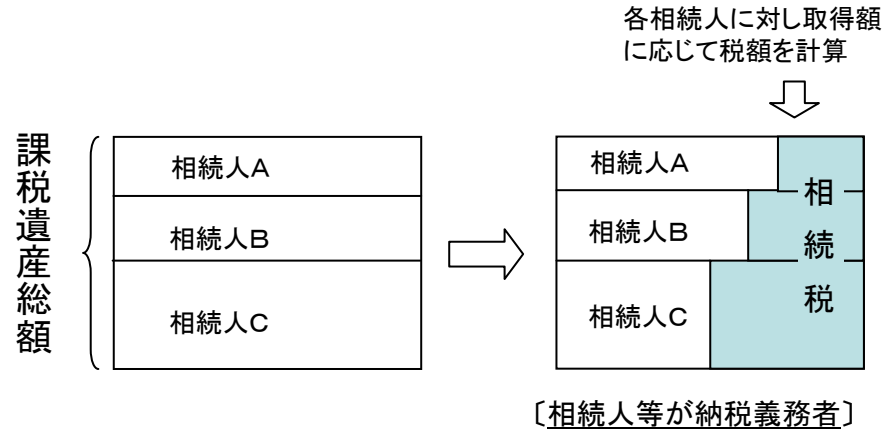 各相続人に対し取得額
に応じて税額を計算
課税遺産総額
相続人A
相続人B
相続人C
相続人A
相続人B
相続人C
相続税
〔相続人等が納税義務者〕